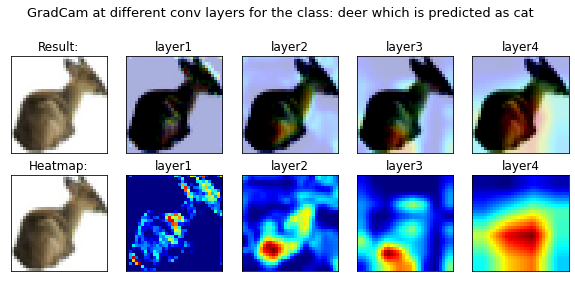 GradCam at different conv layers for the class: deer which is predicted as cat
Result: layer1 layer2 layer3 layer4
Heatmap: layer1 layer2 layer3 layer4